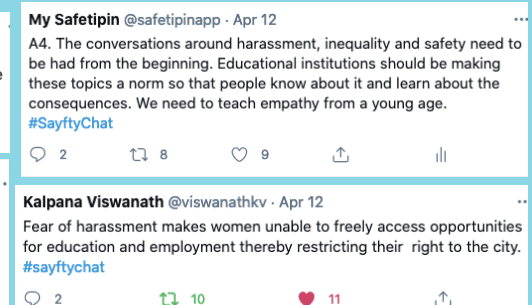 My Safetipin @safetipinapp · Apr 12
A4. The conversations around harassment, inequality and safety need to
be had from the beginning. Educational institutions should be making
these topics a norm so that people know about it and learn about the
consequences. We need to teach empathy from a young age.
#SayftyChat
2 8 9
Kalpana Viswanath @viswanathkv · Apr 12
Fear of harassment makes women unable to freely access opportunities
for education and employment thereby restricting their right to the city.
#sayftychat
2 10 11